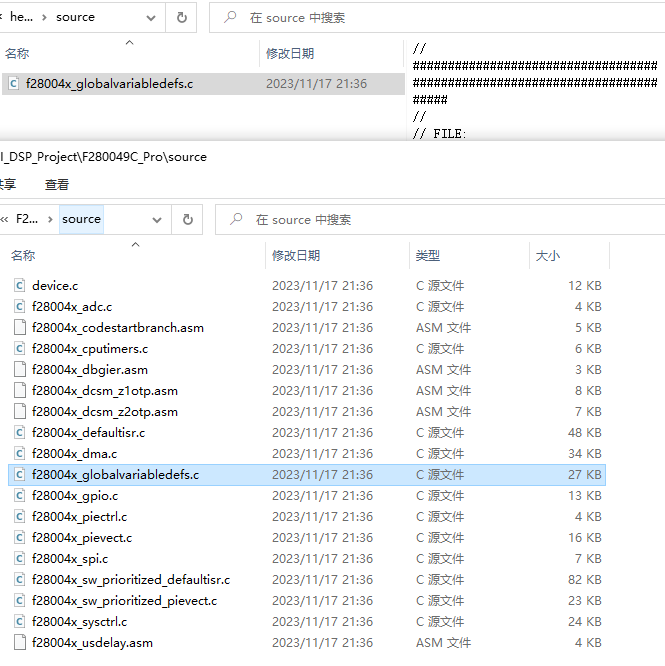 he... › source
在 source 中搜索
名称 修改日期
f28004x_globalvariabledefs.c 2023/11/17 21:36
//
##################################
##################################
#####
//
// FILE:
I_DSP_Project\F280049C_Pro\source
共享 查看
« F2... › source
在 source 中搜索
名称 修改日期 类型 大小
device.c 2023/11/17 21:36 C 源文件 12 KB
f28004x_adc.c 2023/11/17 21:36 C 源文件 4 KB
f28004x_codestartbranch.asm 2023/11/17 21:36 ASM 文件 5 KB
f28004x_cputimers.c 2023/11/17 21:36 C 源文件 6 KB
f28004x_dbgier.asm 2023/11/17 21:36 ASM 文件 3 KB
f28004x_dcsm_z1otp.asm 2023/11/17 21:36 ASM 文件 8 KB
f28004x_dcsm_z2otp.asm 2023/11/17 21:36 ASM 文件 7 KB
f28004x_defaultisr.c 2023/11/17 21:36 C 源文件 48 KB
f28004x_dma.c 2023/11/17 21:36 C 源文件 34 KB
f28004x_globalvariabledefs.c 2023/11/17 21:36 C 源文件 27 KB
f28004x_gpio.c 2023/11/17 21:36 C 源文件 13 KB
f28004x_piectrl.c 2023/11/17 21:36 C 源文件 4 KB
f28004x_pievect.c 2023/11/17 21:36 C 源文件 16 KB
f28004x_spi.c 2023/11/17 21:36 C 源文件 7 KB
f28004x_sw_prioritized_defaultisr.c 2023/11/17 21:36 C 源文件 82 KB
f28004x_sw_prioritized_pievect.c 2023/11/17 21:36 C 源文件 23 KB
f28004x_sysctrl.c 2023/11/17 21:36 C 源文件 24 KB
f28004x_usdelay.asm 2023/11/17 21:36 ASM 文件 4 KB